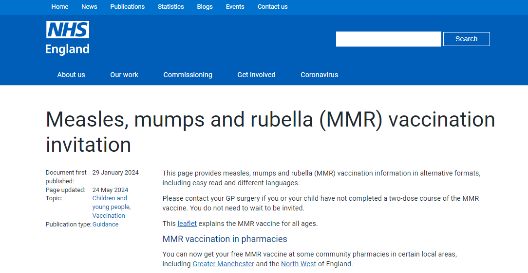 Home News Publications Statistics Blogs Events Contact us
NHS
England
Search
About us Our work Commissioning Get involved Coronavirus
Measles, mumps and rubella (MMR) vaccination
invitation
Document first published: 29 January 2024
Page updated: 24 May 2024
Topic: Children and young people, Vaccination
Publication type: Guidance
This page provides measles, mumps and rubella (MMR) vaccination information in alternative formats,
including easy read and different languages.
Please contact your GP surgery if you or your child have not completed a two-dose course of the MMR
vaccine. You do not need to wait to be invited.
This leaflet explains the MMR vaccine for all ages.
MMR vaccination in pharmacies
You can now get your free MMR vaccine at some community pharmacies in certain local areas,
including Greater Manchester and the North West of England